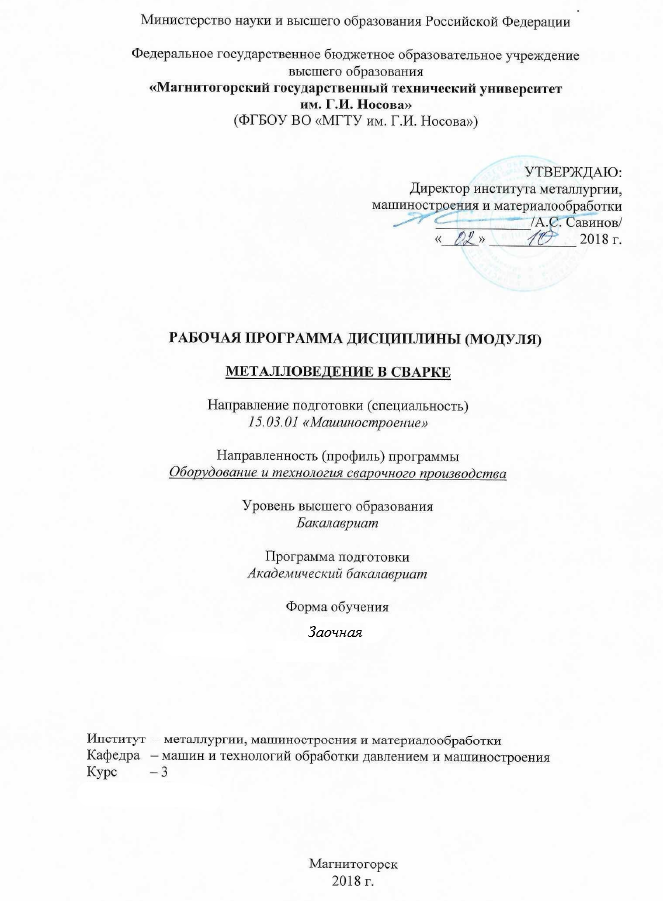 Министерство науки и высшего образования Российской Федерации
Федеральное государственное бюджетное образовательное учреждение
высшего образования
«Магнитогорский государственный технический университет
им. Г.И. Носова»
(ФГБОУ ВО «МГТУ им. Г.И. Носова»)
УТВЕРЖДАЮ:
Директор института металлургии,
машиностроения и материалообработки
______________/А.С. Савинов/
«__02__» ______10______ 2018 г.
РАБОЧАЯ ПРОГРАММА ДИСЦИПЛИНЫ (МОДУЛЯ)
МЕТАЛЛОВЕДЕНИЕ В СВАРКЕ
Направление подготовки (специальность)
15.03.01 «Машиностроение»
Направленность (профиль) программы
Оборудование и технология сварочного производства
Уровень высшего образования
Бакалавриат
Программа подготовки
Академический бакалавриат
Форма обучения
Заочная
Институт металлургии, машиностроения и материалообработки
Кафедра – машин и технологий обработки давлением и машиностроения
Курс – 3
Магнитогорск
2018 г.